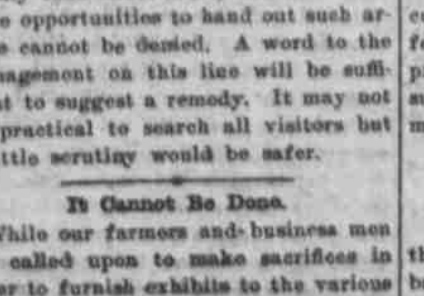 e opportunities to hand out such ar-
s cannot be denied. A word to the
nagement on this line will be suffi-
nt to suggest a remody. It may not
practical to search all visitors but
ttle scrutiny would be safer.
It Cannot Be Done.
While our farmers and business men
called upon to make sacrifices in
er to furnish exhibits to the various